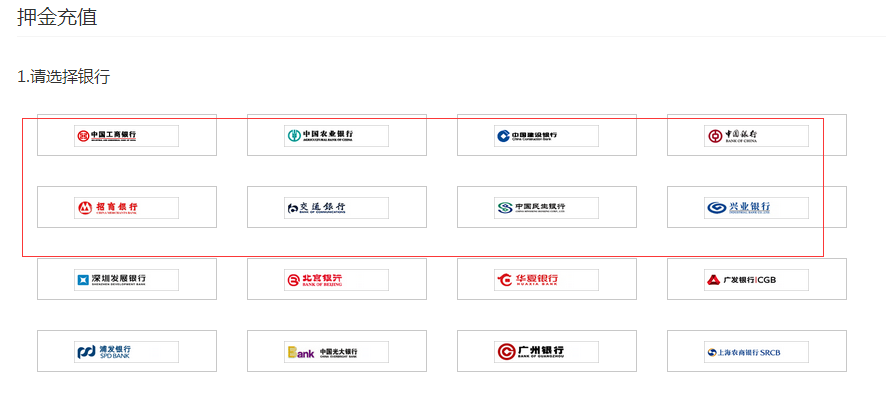 押金充值
1.请选择银行
中国工商银行
中国农业银行
AGRICULTURAL BANK OF CHINA
中国建设银行
China Construction Bank
中国银行
BANK OF CHINA
招商银行
CHINA MERCHANTS BANK
交通银行
BANK OF COMMUNICATIONS
中国民生银行
兴业银行
INDUSTRIAL BANK CO.,LTD.
深圳发展银行
SHENZHEN DEVELOPMENT BANK
北京银行
BANK OF BEIJING
华夏银行
HUAXIA BANK
广发银行|CGB
浦发银行
SPD BANK
Bank 中国光大银行
CHINA EVERBRIGHT BANK
广州银行
BANK OF GUANGZHOU
上海农商银行 SRCB